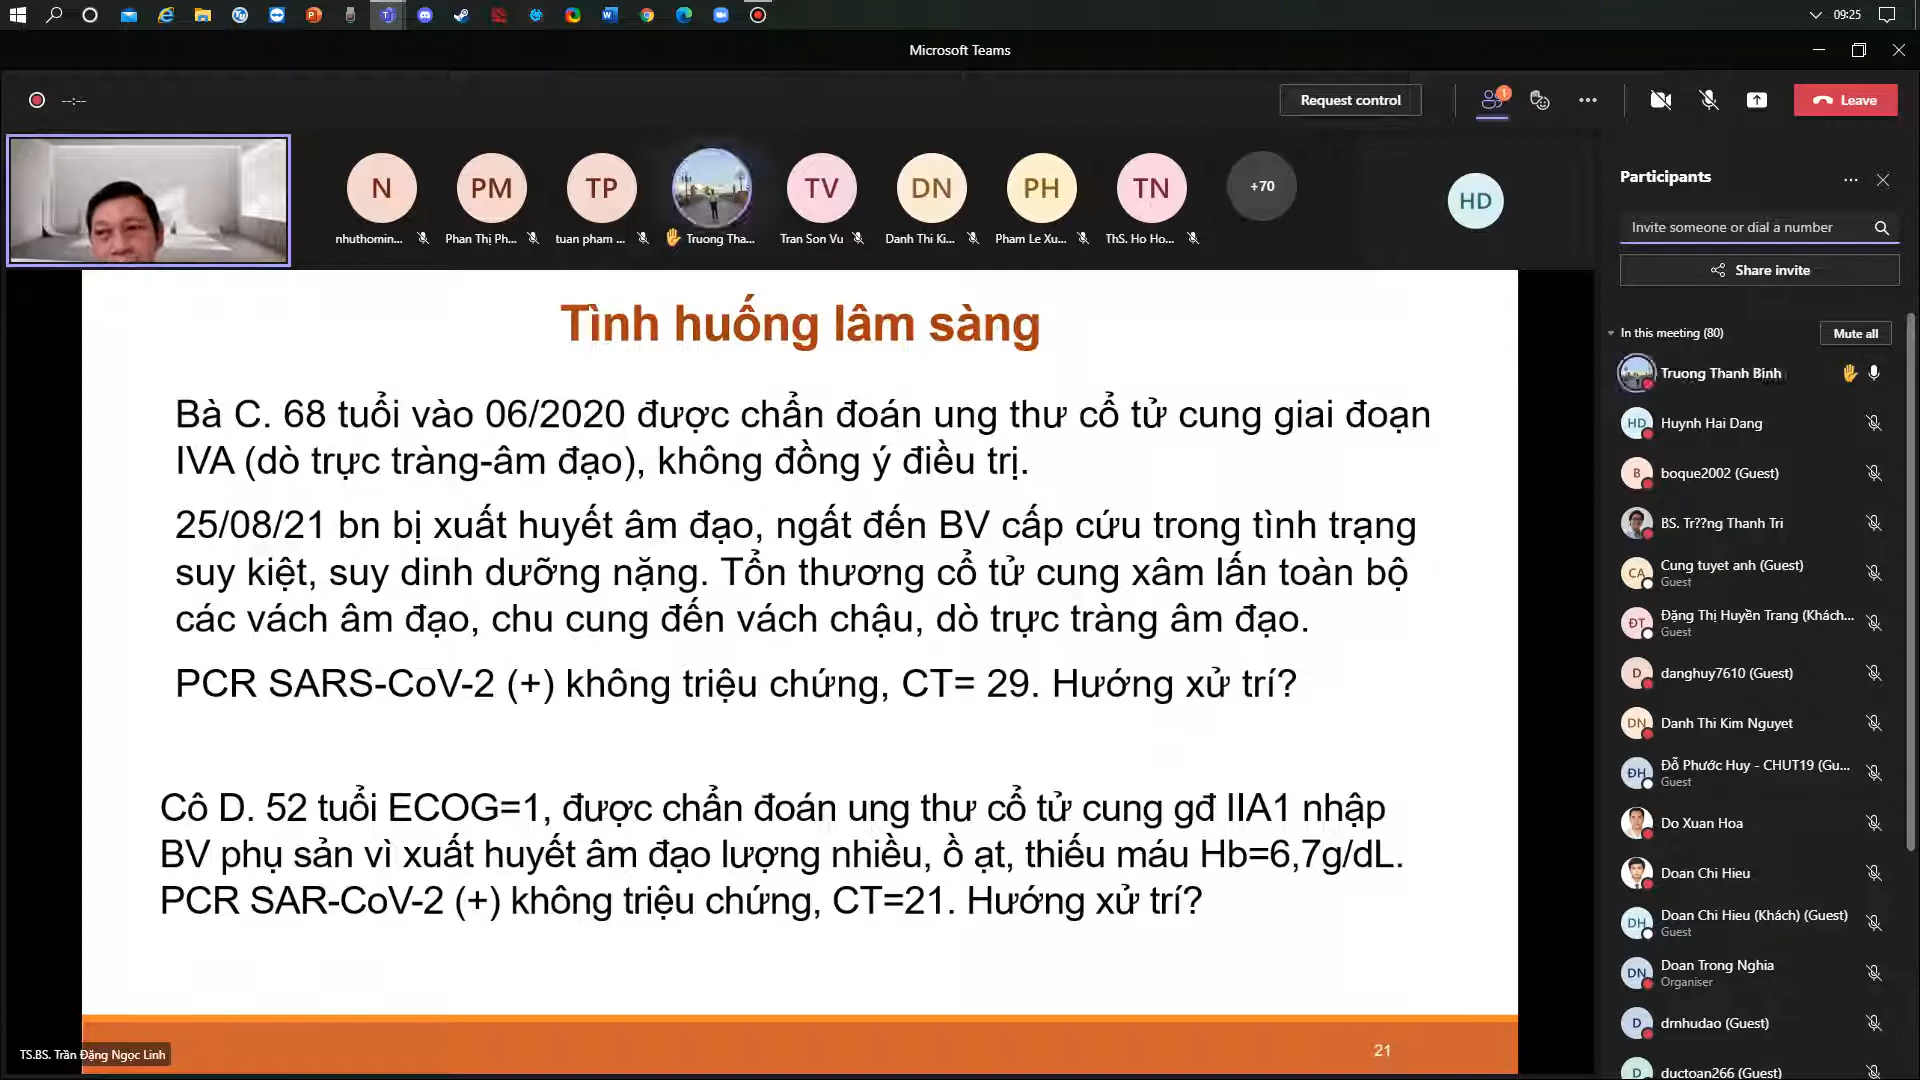 09:25
Microsoft Teams
--:--
Request control
1
Leave
N
PM
TP
TV
DN
PH
TN
+70
HD
nhuthomin...
Phan Thị Ph...
tuan pham ...
Truong Tha...
Tran Son Vu
Danh Thi Ki...
Pham Le Xu...
ThS. Ho Ho...
Tình huống lâm sàng
Bà C. 68 tuổi vào 06/2020 được chẩn đoán ung thư cổ tử cung giai đoạn
IVA (dò trực tràng-âm đạo), không đồng ý điều trị.
25/08/21 bn bị xuất huyết âm đạo, ngất đến BV cấp cứu trong tình trạng
suy kiệt, suy dinh dưỡng nặng. Tổn thương cổ tử cung xâm lấn toàn bộ
các vách âm đạo, chu cung đến vách chậu, dò trực tràng âm đạo.
PCR SARS-CoV-2 (+) không triệu chứng, CT= 29. Hướng xử trí?
Cô D. 52 tuổi ECOG=1, được chẩn đoán ung thư cổ tử cung gđ IIA1 nhập
BV phụ sản vì xuất huyết âm đạo lượng nhiều, ồ ạt, thiếu máu Hb=6,7g/dL.
PCR SAR-CoV-2 (+) không triệu chứng, CT=21. Hướng xử trí?
21
TS.BS. Trần Đặng Ngọc Linh
Participants
Invite someone or dial a number
Share invite
In this meeting (80)
Mute all
Truong Thanh Binh
HD Huynh Hai Dang
B boque2002 (Guest)
BS. Tr??ng Thanh Tri
CA Cung tuyet anh (Guest)
Guest
ĐT Đặng Thị Huyền Trang (Khách...
Guest
D danghuy7610 (Guest)
DN Danh Thi Kim Nguyet
ĐH Đỗ Phước Huy - CHUT19 (Gu...
Guest
Do Xuan Hoa
Doan Chi Hieu
DH Doan Chi Hieu (Khách) (Guest)
Guest
DN Doan Trong Nghia
Organiser
D drnhudao (Guest)
D ductoan266 (Guest)